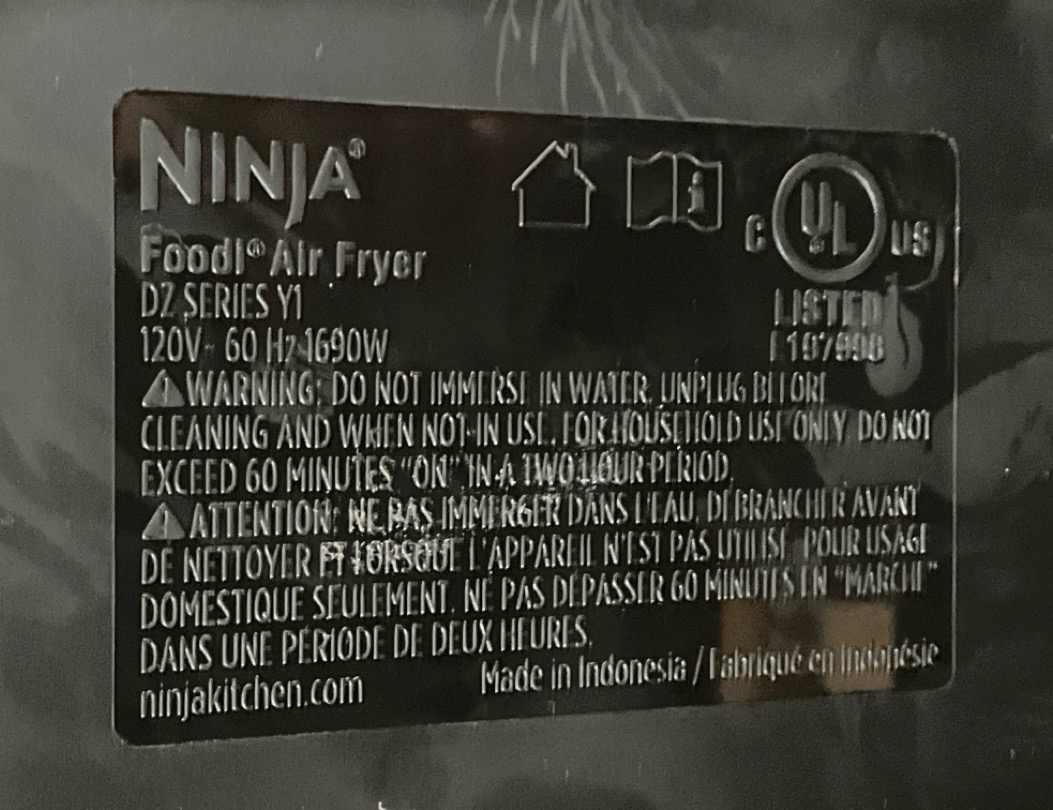 NINJA®
Foodi® Air Fryer
DZ SERIES Y1
120V~ 60 Hz 1690W
C UL® US
LISTED
E197998
⚠WARNING: DO NOT IMMERSE IN WATER. UNPLUG BEFORE
CLEANING AND WHEN NOT IN USE. FOR HOUSEHOLD USE ONLY. DO NOT
EXCEED 60 MINUTES "ON" IN A TWO HOUR PERIOD.
⚠ATTENTION: NE PAS IMMERGER DANS L'EAU. DÉBRANCHER AVANT
DE NETTOYER ET LORSQUE L'APPAREIL N'EST PAS UTILISÉ. POUR USAGE
DOMESTIQUE SEULEMENT. NE PAS DÉPASSER 60 MINUTES EN "MARCHE"
DANS UNE PÉRIODE DE DEUX HEURES.
ninjakitchen.com
Made in Indonesia / Fabriqué en Indonésie